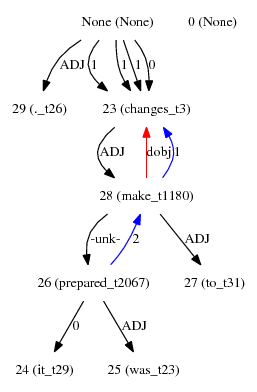 None (None) 0 (None)
ADJ 1 1 1 0
29 (._t26) 23 (changes_t3)
ADJ dobj 1
28 (make_t1180)
-unk- 2 ADJ
26 (prepared_t2067) 27 (to_t31)
0 ADJ
24 (it_t29) 25 (was_t23)